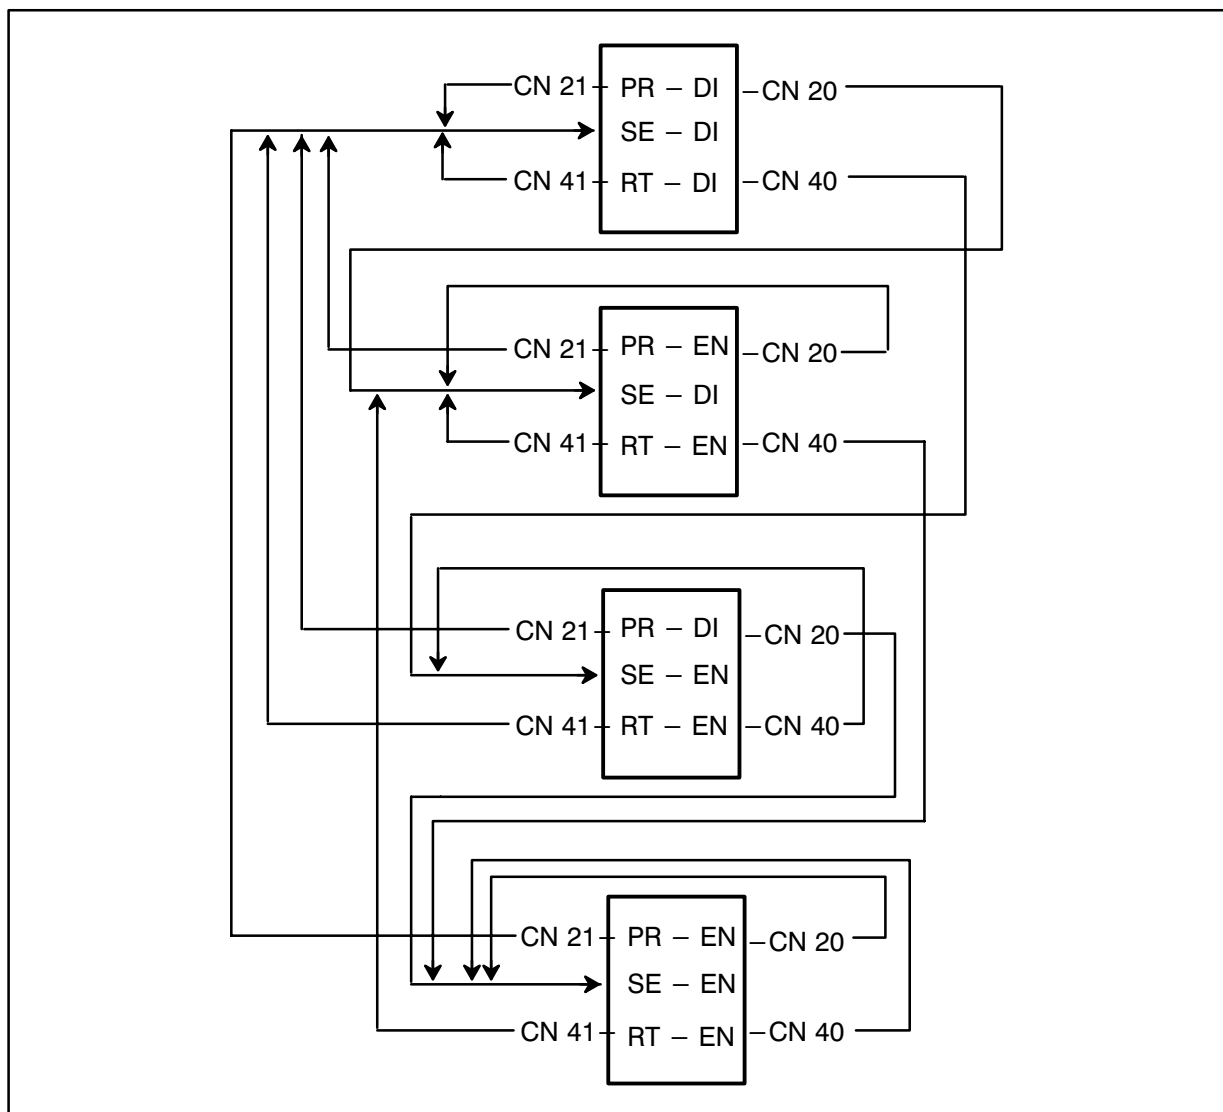 CN 21 PR – DI CN 20
SE – DI
CN 41 RT – DI CN 40
CN 21 PR – EN CN 20
SE – DI
CN 41 RT – EN CN 40
CN 21 PR – DI CN 20
SE – EN
CN 41 RT – EN CN 40
CN 21 PR – EN CN 20
SE – EN
CN 41 RT – EN CN 40